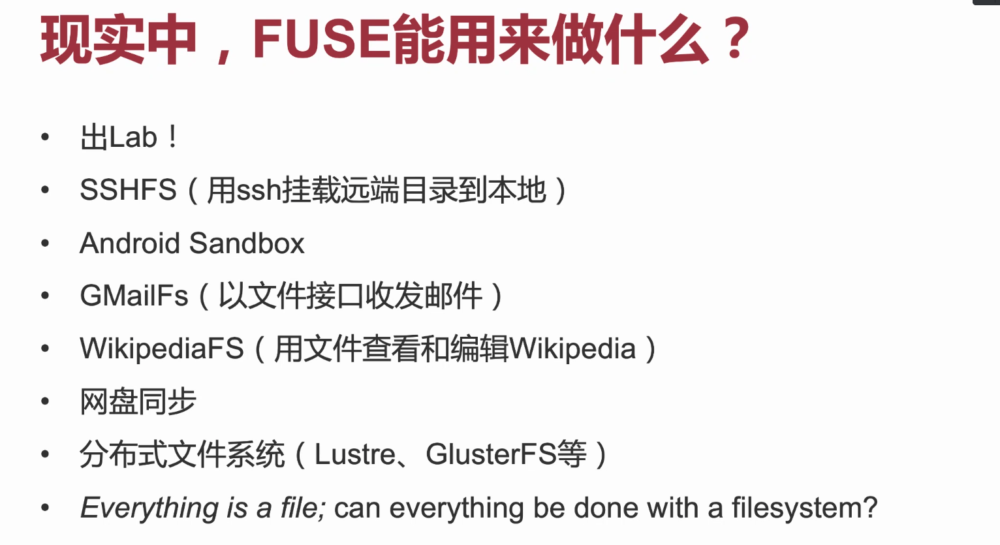 现实中，FUSE能用来做什么？
• 出Lab！
• SSHFS（用ssh挂载远端目录到本地）
• Android Sandbox
• GMailFs（以文件接口收发邮件）
• WikipediaFS（用文件查看和编辑Wikipedia）
• 网盘同步
• 分布式文件系统（Lustre、GlusterFS等）
• Everything is a file; can everything be done with a filesystem?